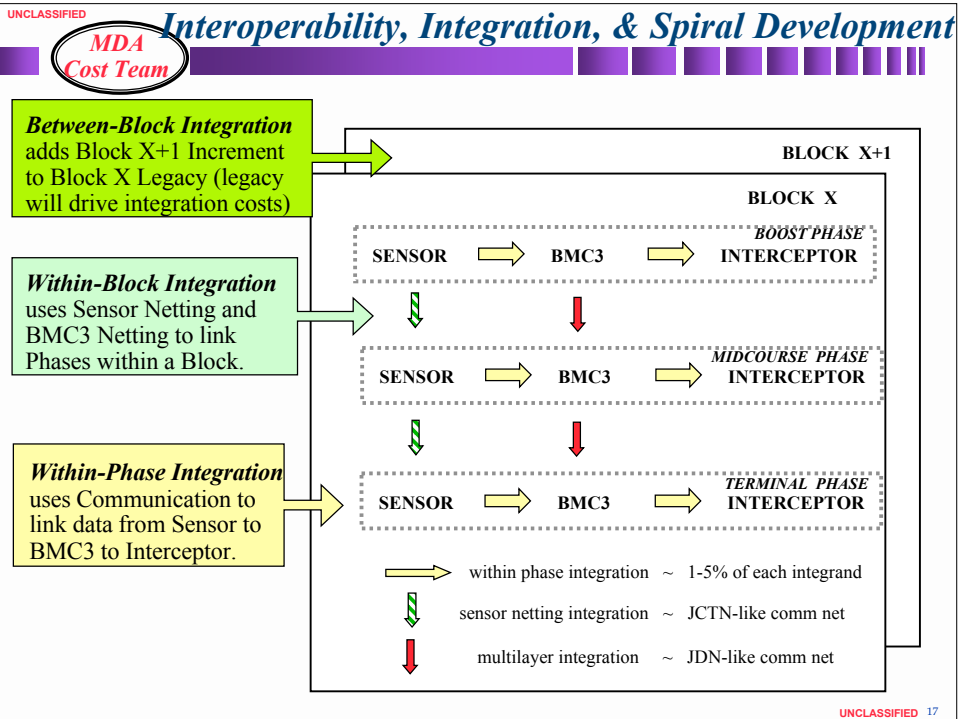 UNCLASSIFIED
Interoperability, Integration, & Spiral Development
MDA
Cost Team
Between-Block Integration
adds Block X+1 Increment
to Block X Legacy (legacy
will drive integration costs)
BLOCK X+1
BLOCK X
BOOST PHASE
SENSOR BMC3 INTERCEPTOR
Within-Block Integration
uses Sensor Netting and
BMC3 Netting to link
Phases within a Block.
MIDCOURSE PHASE
SENSOR BMC3 INTERCEPTOR
Within-Phase Integration
uses Communication to
link data from Sensor to
BMC3 to Interceptor.
TERMINAL PHASE
SENSOR BMC3 INTERCEPTOR
within phase integration ~ 1-5% of each integrand
sensor netting integration ~ JCTN-like comm net
multilayer integration ~ JDN-like comm net
UNCLASSIFIED 17